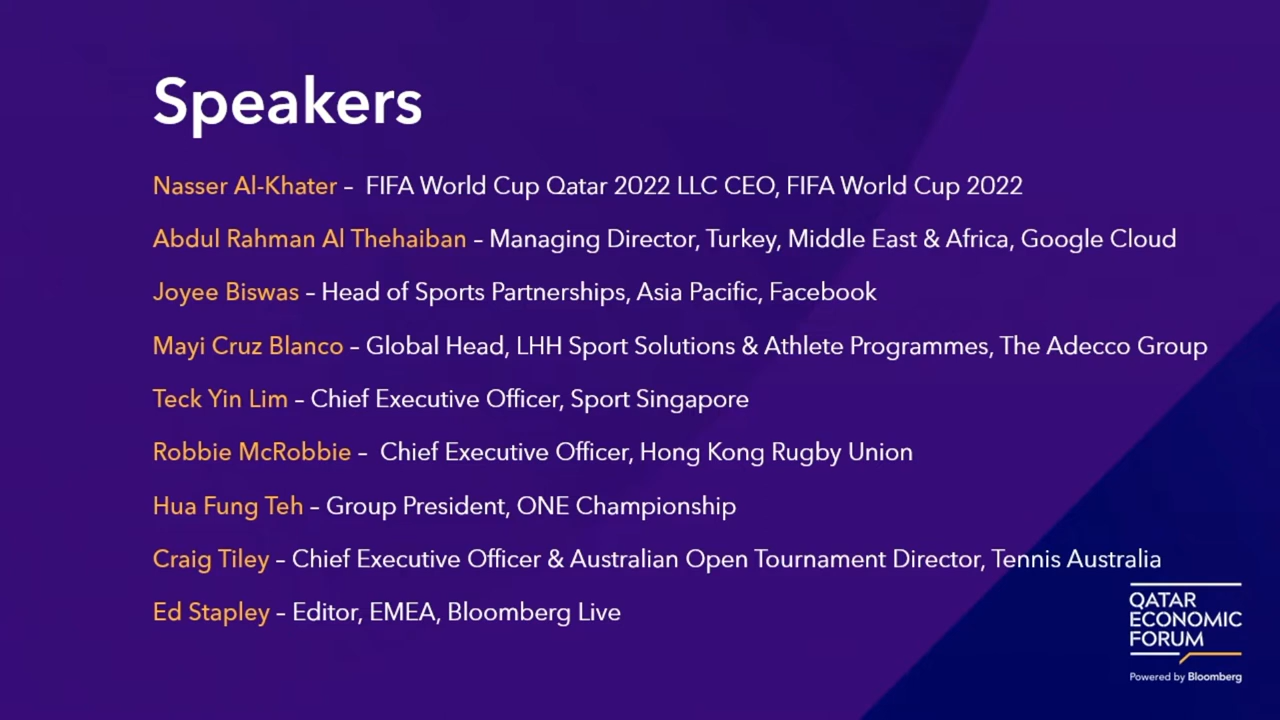 Speakers
Nasser Al-Khater – FIFA World Cup Qatar 2022 LLC CEO, FIFA World Cup 2022
Abdul Rahman Al Thehaiban – Managing Director, Turkey, Middle East & Africa, Google Cloud
Joyee Biswas – Head of Sports Partnerships, Asia Pacific, Facebook
Mayi Cruz Blanco – Global Head, LHH Sport Solutions & Athlete Programmes, The Adecco Group
Teck Yin Lim – Chief Executive Officer, Sport Singapore
Robbie McRobbie – Chief Executive Officer, Hong Kong Rugby Union
Hua Fung Teh – Group President, ONE Championship
Craig Tiley – Chief Executive Officer & Australian Open Tournament Director, Tennis Australia
Ed Stapley – Editor, EMEA, Bloomberg Live
QATAR
ECONOMIC
FORUM
Powered by Bloomberg